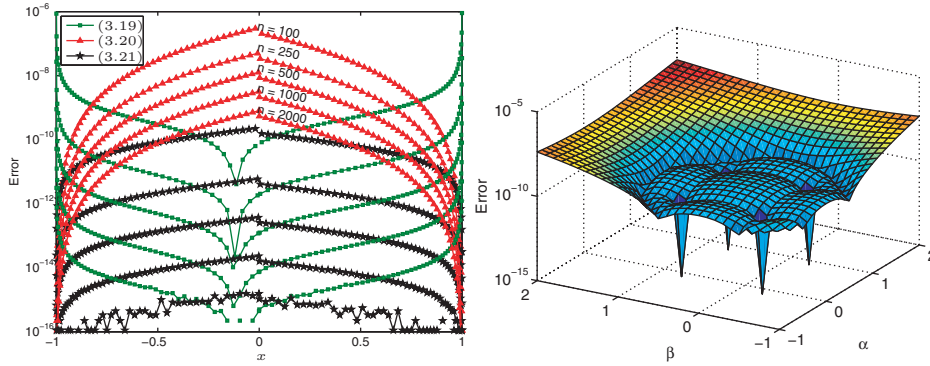 10^-6
10^-8
10^-10
10^-12
10^-14
10^-16
Error
(3.19)
(3.20)
(3.21)
n = 100
n = 250
n = 500
n = 1000
n = 2000
−1
−0.5
0
0.5
1
x
10^-5
10^-10
10^-15
Error
2
1
0
−1
β
−1
0
1
2
α